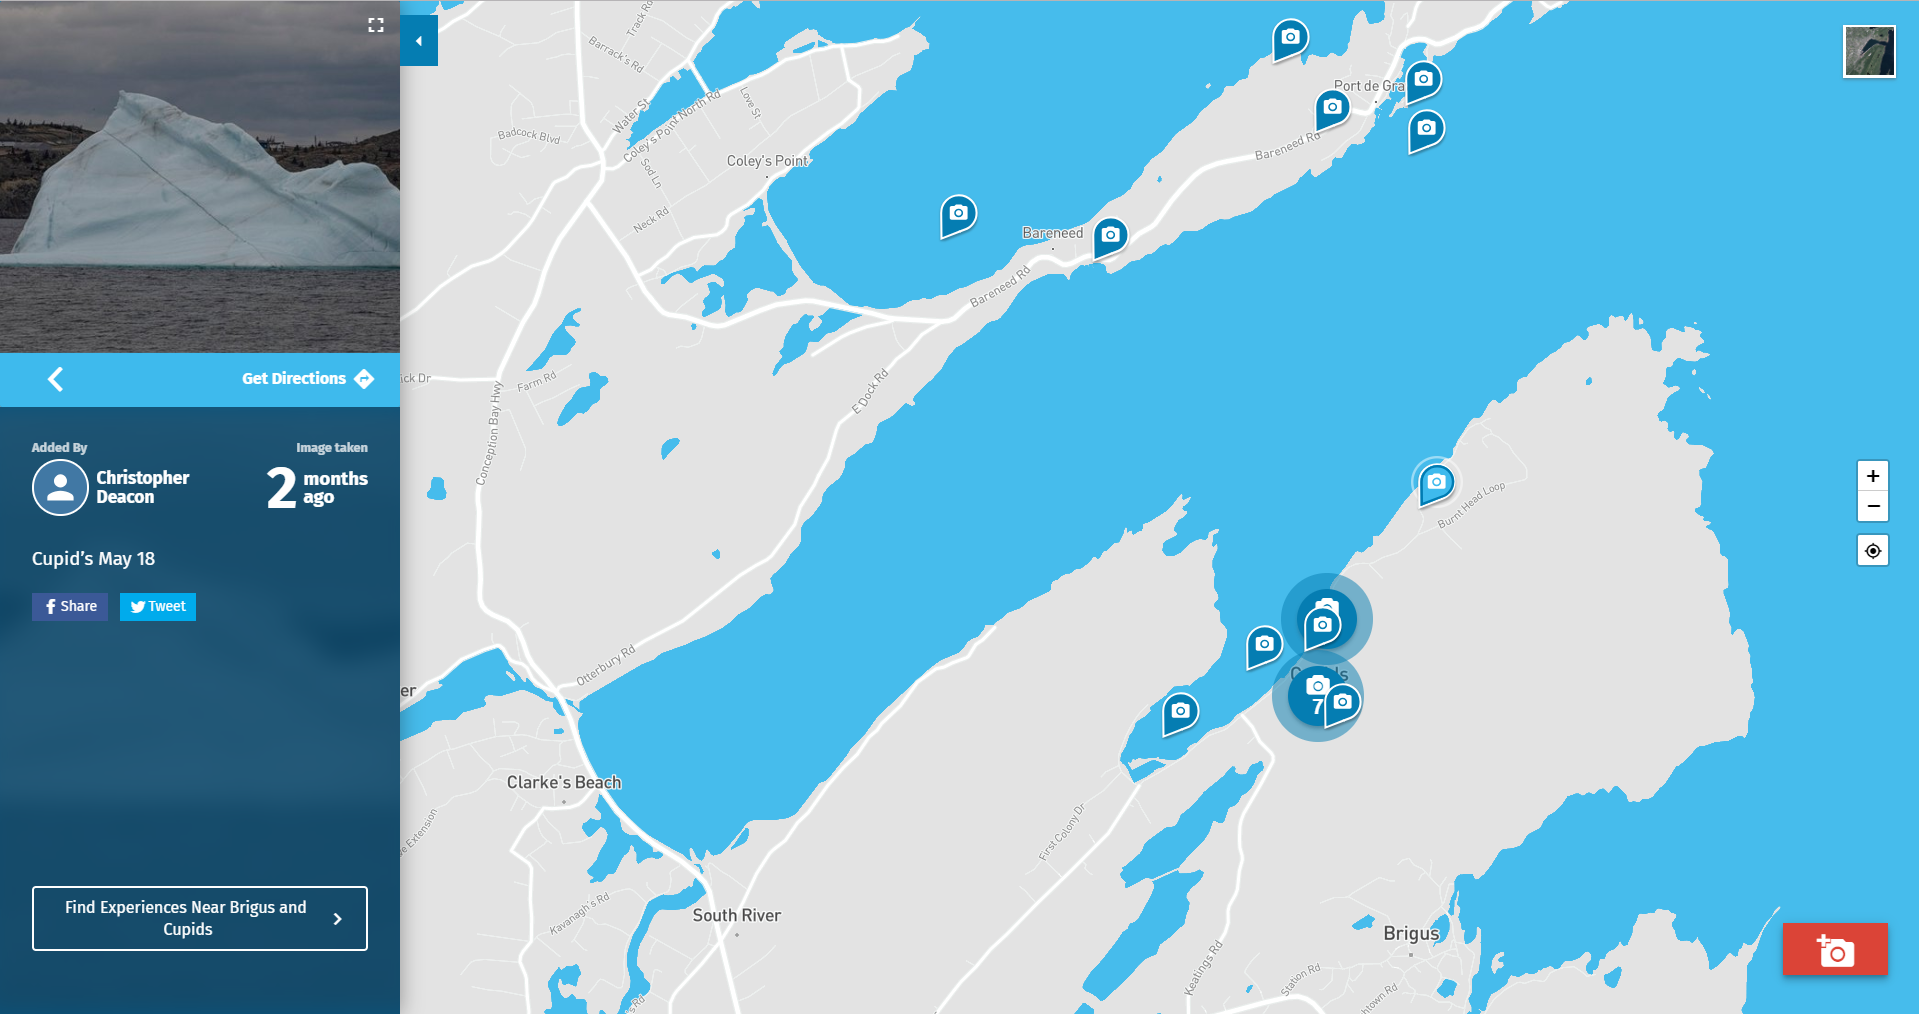 Get Directions
Added By
Christopher
Deacon
Image taken
2 months
ago
Cupid’s May 18
Share
Tweet
Find Experiences Near Brigus and
Cupids
Track Ro
Barrack's Rd
Water St
Coley's Point North Rd
Love St
Badcock Blvd
Sod Ln
Coley's Point
Neck Rd
Port de Gra
Bareneed Rd
Bareneed
Bareneed Rd
ick Dr
Farm Rd
E Dock Rd
Conception Bay Hwy
Burnt Head Loop
Otterbury Rd
er
7
+
−
Clarke's Beach
First Colony Dr
ve Extension
Kavanagh's Rd
South River
Brigus
Keatings Rd
Station Rd
htown Rd
's Rd